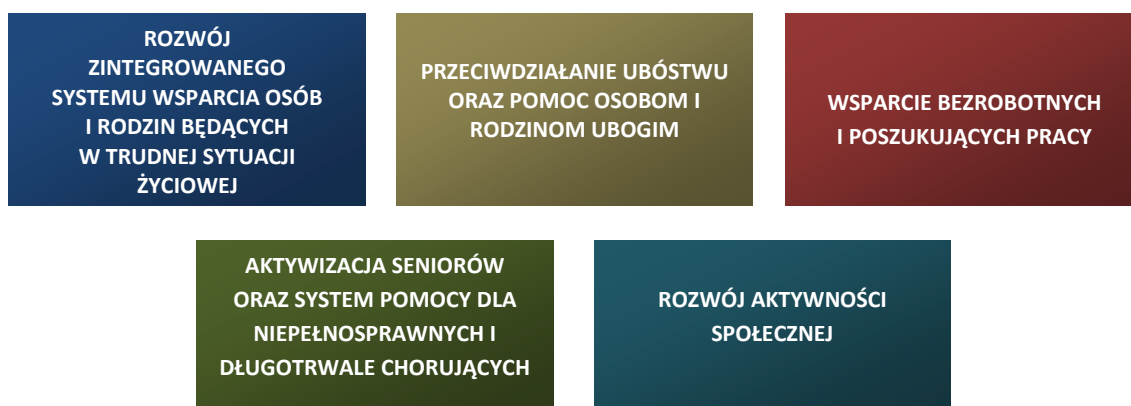 ROZWÓJ
ZINTEGROWANEGO
SYSTEMU WSPARCIA OSÓB
I RODZIN BĘDĄCYCH
W TRUDNEJ SYTUACJI
ŻYCIOWEJ
PRZECIWDZIAŁANIE UBÓSTWU
ORAZ POMOC OSOBOM I
RODZINOM UBOGIM
WSPARCIE BEZROBOTNYCH
I POSZUKUJĄCYCH PRACY
AKTYWIZACJA SENIORÓW
ORAZ SYSTEM POMOCY DLA
NIEPEŁNOSPRAWNYCH I
DŁUGOTRWALE CHORUJĄCYCH
ROZWÓJ AKTYWNOŚCI
SPOŁECZNEJ